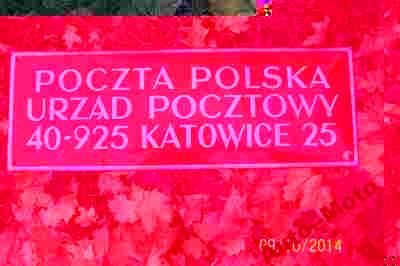 POCZTA POLSKA
URZĄD POCZTOWY
40-925 KATOWICE 25